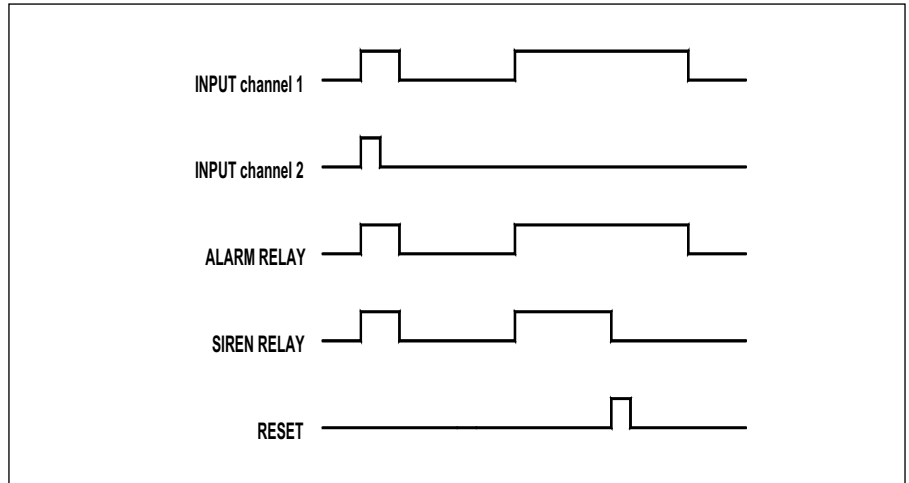 INPUT channel 1
INPUT channel 2
ALARM RELAY
SIREN RELAY
RESET